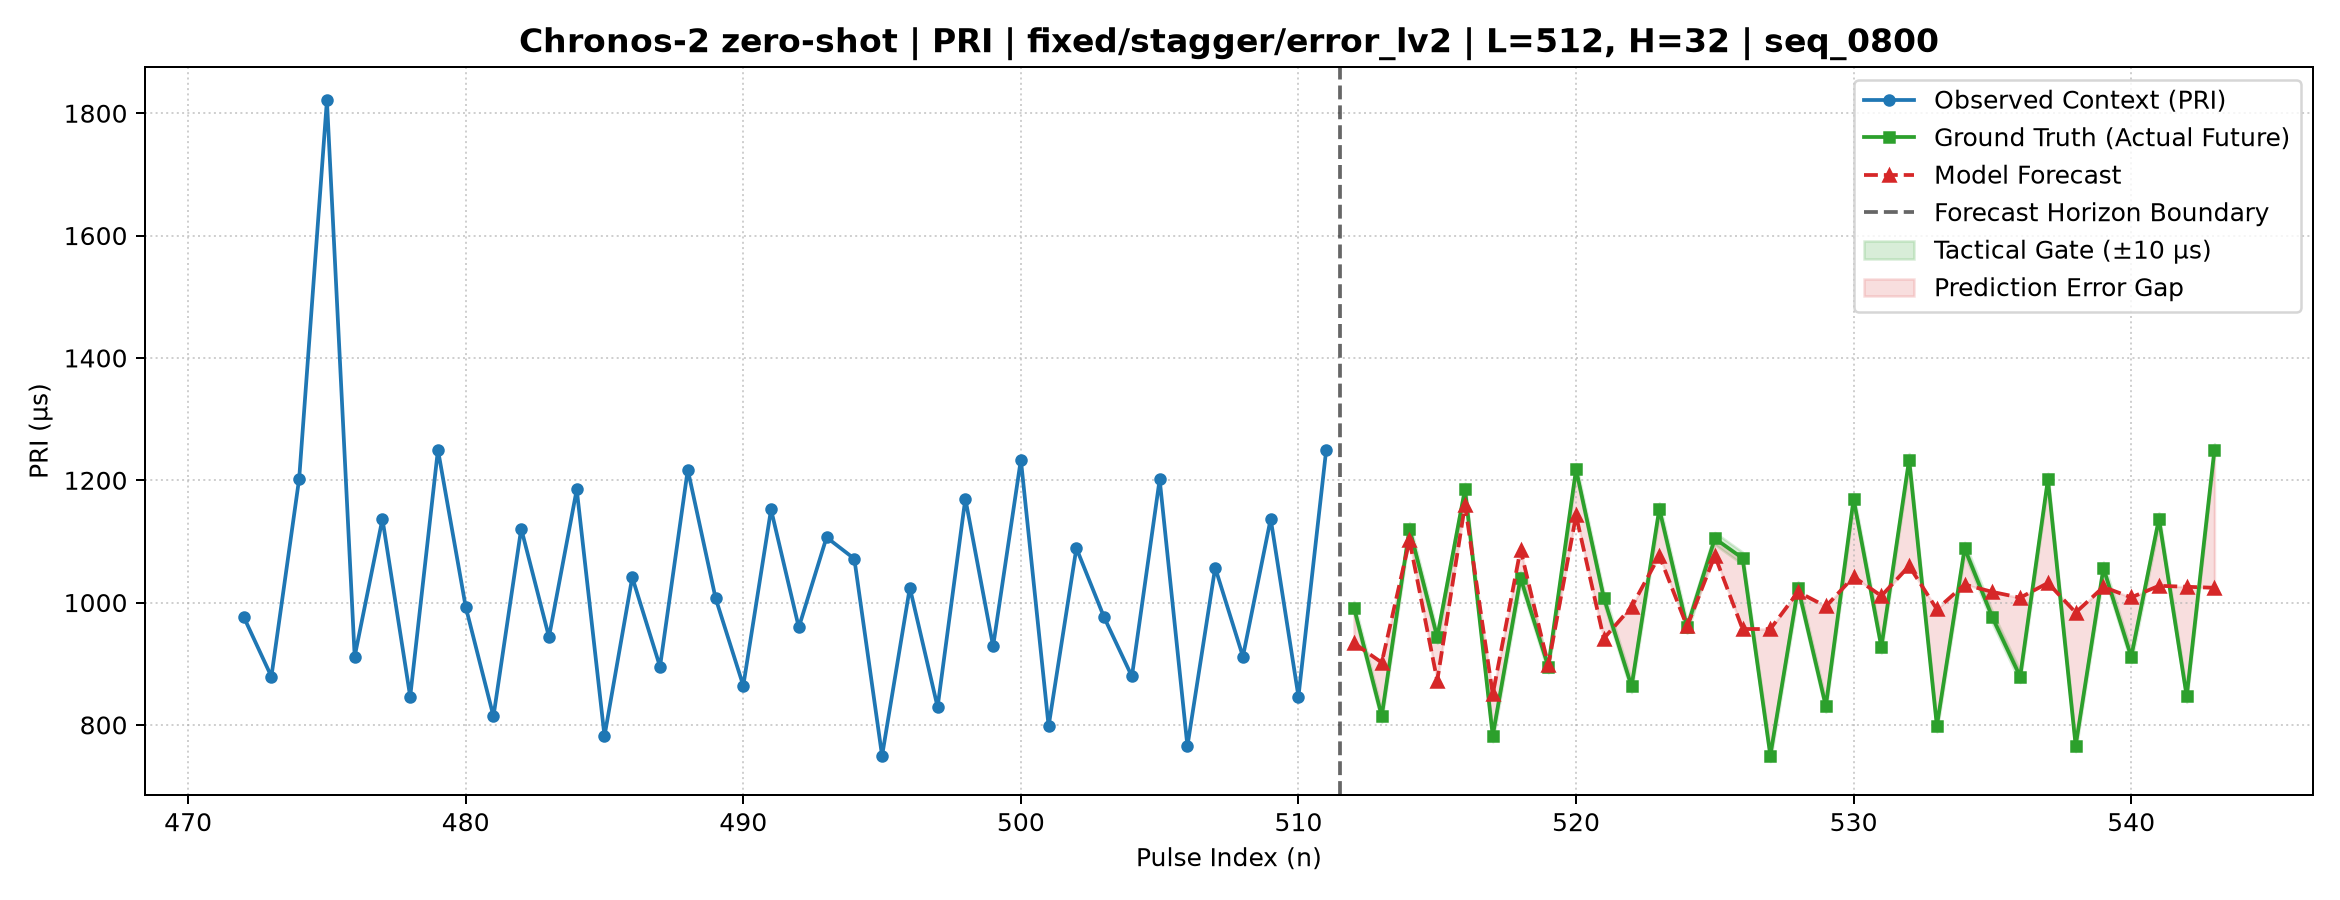 Chronos-2 zero-shot | PRI | fixed/stagger/error_lv2 | L=512, H=32 | seq_0800
PRI (µs)
1800
1600
1400
1200
1000
800
Observed Context (PRI)
Ground Truth (Actual Future)
Model Forecast
Forecast Horizon Boundary
Tactical Gate (±10 µs)
Prediction Error Gap
470 480 490 500 510 520 530 540
Pulse Index (n)